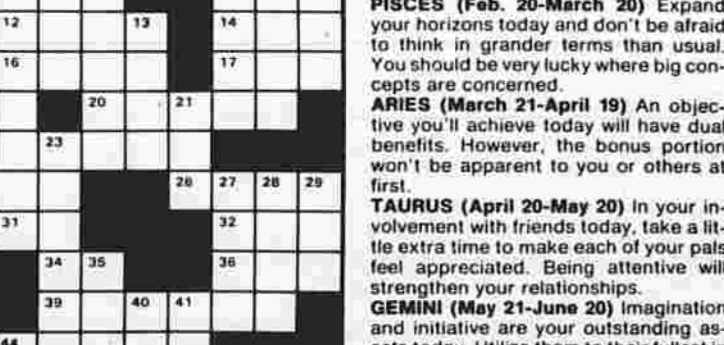 12 13 14
16 17
20 21
23
26 27 28 29
31 32
34 35 36
39 40 41
44
PISCES (Feb. 20-March 20) Expand
your horizons today and don't be afraid
to think in grander terms than usual.
You should be very lucky where big con-
cepts are concerned.
ARIES (March 21-April 19) An objec-
tive you'll achieve today will have dual
benefits. However, the bonus portion
won't be apparent to you or others at
first.
TAURUS (April 20-May 20) In your in-
volvement with friends today, take a lit-
tle extra time to make each of your pals
feel appreciated. Being attentive will
strengthen your relationships.
GEMINI (May 21-June 20) Imagination
and initiative are your outstanding as-